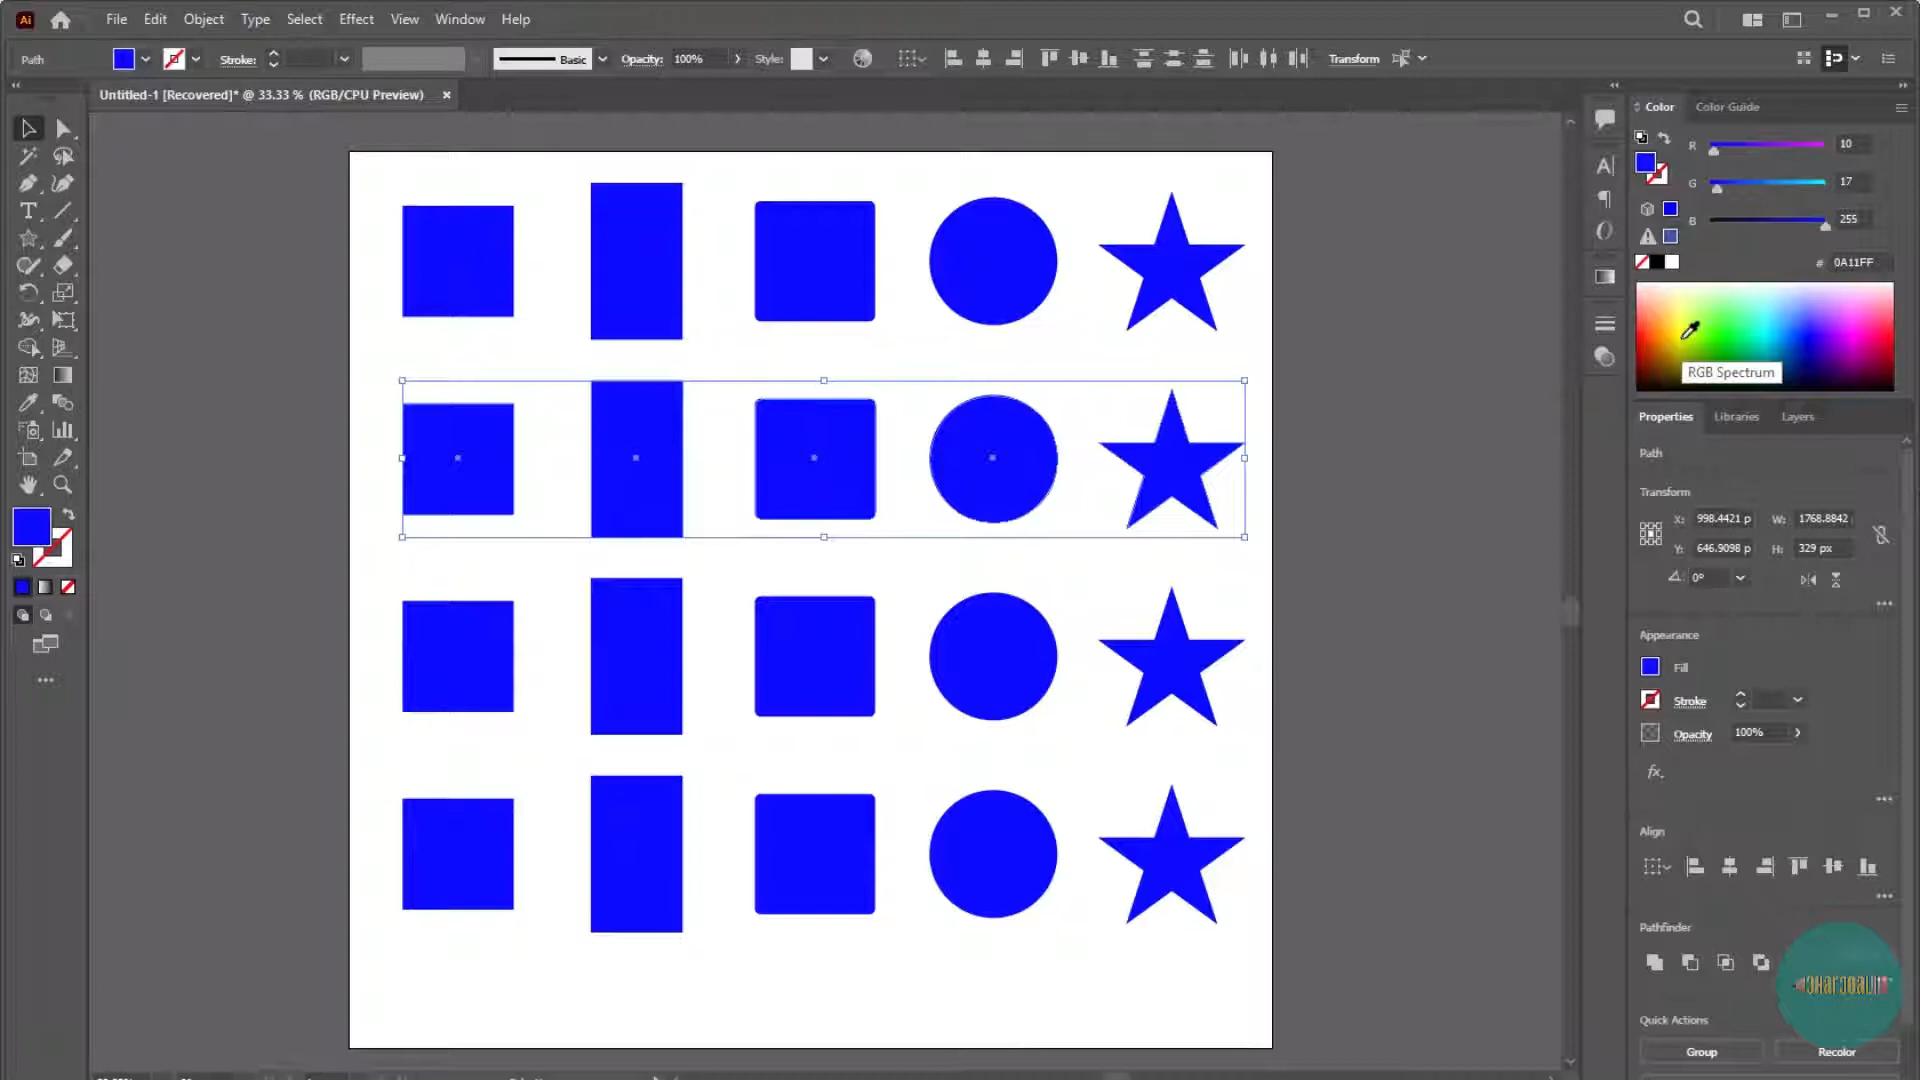 Ai File Edit Object Type Select Effect View Window Help
Path Stroke: Basic Opacity: 100% Style: Transform
Untitled-1 [Recovered]* @ 33.33 % (RGB/CPU Preview)
Color Color Guide
R 10
G 17
B 255
# 0A11FF
RGB Spectrum
Properties Libraries Layers
Path
Transform
X: 998.4421 p W: 1768.8842
Y: 646.9098 p H: 329 px
0°
Appearance
Fill
Stroke
Opacity 100%
fx.
Align
Pathfinder
Quick Actions
Group Recolor